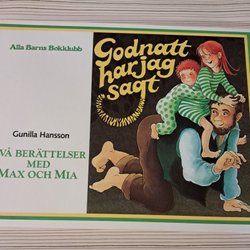 Alla Barns Bokklubb
Godnatt
har jag
sagt
Gunilla Hansson
VÅ BERÄTTELSER
MED
MAX OCH MIA